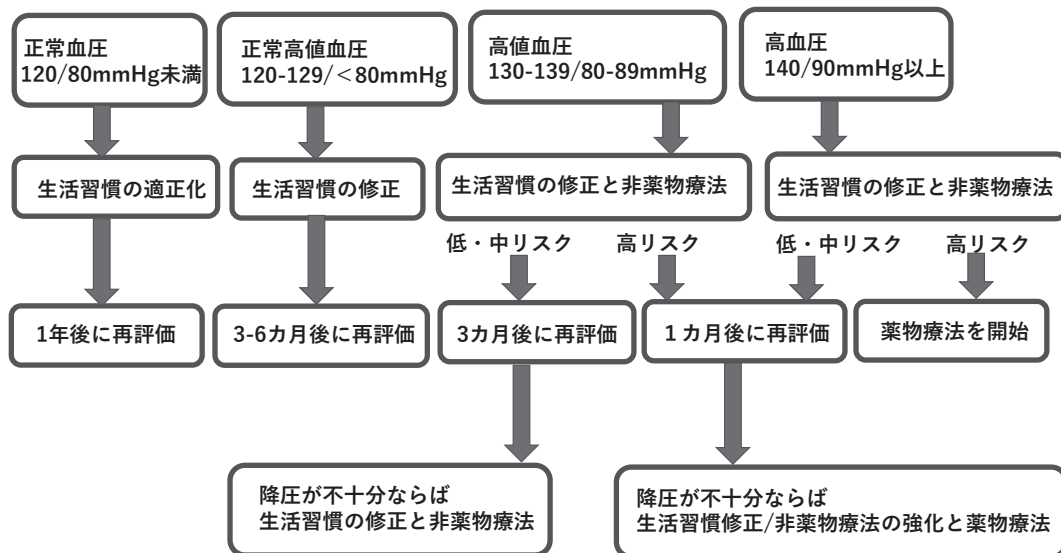 正常血圧
120/80mmHg未満
正常高値血圧
120-129/＜80mmHg
高値血圧
130-139/80-89mmHg
高血圧
140/90mmHg以上
生活習慣の適正化
生活習慣の修正
生活習慣の修正と非薬物療法
生活習慣の修正と非薬物療法
低・中リスク
高リスク
低・中リスク
高リスク
1年後に再評価
3-6カ月後に再評価
3カ月後に再評価
１カ月後に再評価
薬物療法を開始
降圧が不十分ならば
生活習慣の修正と非薬物療法
降圧が不十分ならば
生活習慣修正/非薬物療法の強化と薬物療法